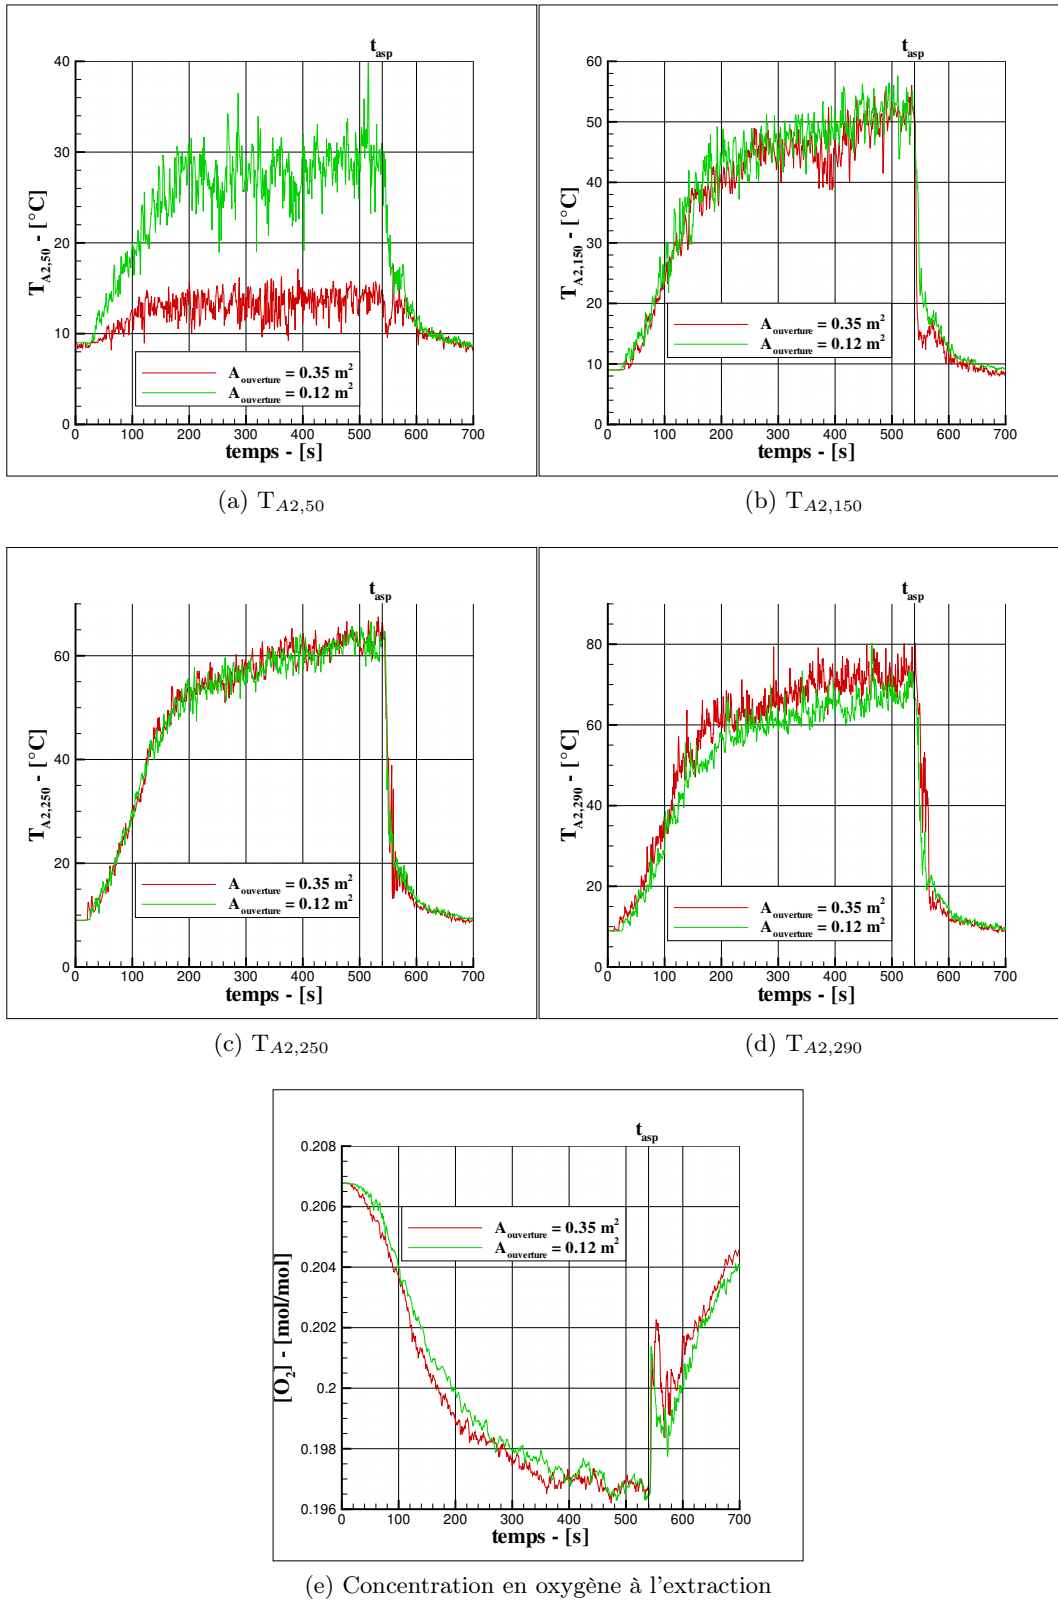 t_asp
T_A2,50 - [°C]
40
30
20
10
0
A_ouverture = 0.35 m²
A_ouverture = 0.12 m²
0 100 200 300 400 500 600 700
temps - [s]
(a) T_A2,50
t_asp
T_A2,150 - [°C]
60
50
40
30
20
10
0
A_ouverture = 0.35 m²
A_ouverture = 0.12 m²
0 100 200 300 400 500 600 700
temps - [s]
(b) T_A2,150
t_asp
T_A2,250 - [°C]
60
40
20
0
A_ouverture = 0.35 m²
A_ouverture = 0.12 m²
0 100 200 300 400 500 600 700
temps - [s]
(c) T_A2,250
t_asp
T_A2,290 - [°C]
80
60
40
20
0
A_ouverture = 0.35 m²
A_ouverture = 0.12 m²
0 100 200 300 400 500 600 700
temps - [s]
(d) T_A2,290
t_asp
[O₂] - [mol/mol]
0.208
0.206
0.204
0.202
0.2
0.198
0.196
A_ouverture = 0.35 m²
A_ouverture = 0.12 m²
0 100 200 300 400 500 600 700
temps - [s]
(e) Concentration en oxygène à l'extraction